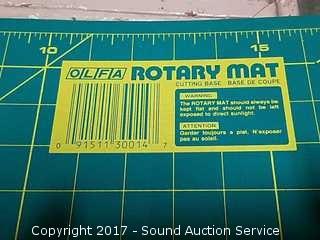 10
15
OLFA ROTARY MAT
CUTTING BASE BASE DE COUPE
WARNING:
The ROTARY MAT should always be
kept flat and should not be left
exposed to direct sunlight.
ATTENTION:
Garder toujours a plat. N'exposer
pas au soleil.
0 91511 30014 7
Copyright 2017 - Sound Auction Service